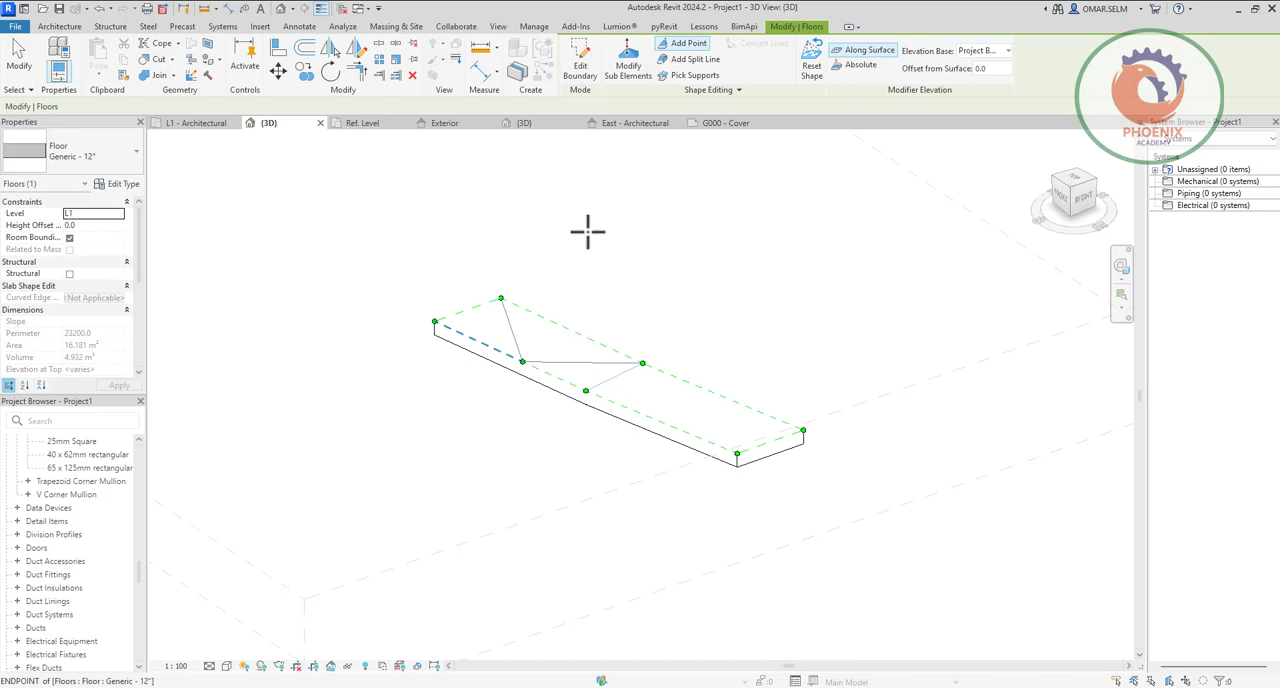 Autodesk Revit 2024.2 - Project1 - 3D View: {3D}
OMAR.SELM
File
Architecture
Structure
Steel
Precast
Systems
Insert
Annotate
Analyze
Massing & Site
Collaborate
View
Manage
Add-Ins
Lumion®
pyRevit
Lessons
BimApi
Modify | Floors
Modify
Select
Properties
Paste
Clipboard
Cope
Cut
Join
Geometry
Activate
Controls
Modify
View
Measure
Create
Edit
Boundary
Mode
Modify
Sub Elements
Add Point
Add Split Line
Pick Supports
Convert Lines
Reset
Shape
Shape Editing
Along Surface
Absolute
Elevation Base: Project B...
Offset from Surface: 0.0
Modifier Elevation
Modify | Floors
PHOENIX
ACADEMY
Properties
L1 - Architectural
{3D}
Ref. Level
Exterior
{3D}
East - Architectural
G000 - Cover
System Browser - Project1
Floor
Generic - 12"
Floors (1)
Edit Type
Constraints
Level L1
Height Offset ... 0.0
Room Boundi...
Related to Mass
Structural
Structural
Slab Shape Edit
Curved Edge ... <Not Applicable>
Dimensions
Slope
Perimeter 23200.0
Area 16.181 m²
Volume 4.932 m³
Elevation at Top <varies>
Apply
Project Browser - Project1
Search
25mm Square
40 x 62mm rectangular
65 x 125mm rectangular
Trapezoid Corner Mullion
V Corner Mullion
Data Devices
Detail Items
Division Profiles
Doors
Duct Accessories
Duct Fittings
Duct Insulations
Duct Linings
Duct Systems
Ducts
Electrical Equipment
Electrical Fixtures
Flex Ducts
TOP
FRONT
RIGHT
Systems
Systems
Unassigned (0 items)
Mechanical (0 systems)
Piping (0 systems)
Electrical (0 systems)
1 : 100
ENDPOINT of [Floors : Floor : Generic - 12"]
:0
Main Model
:0